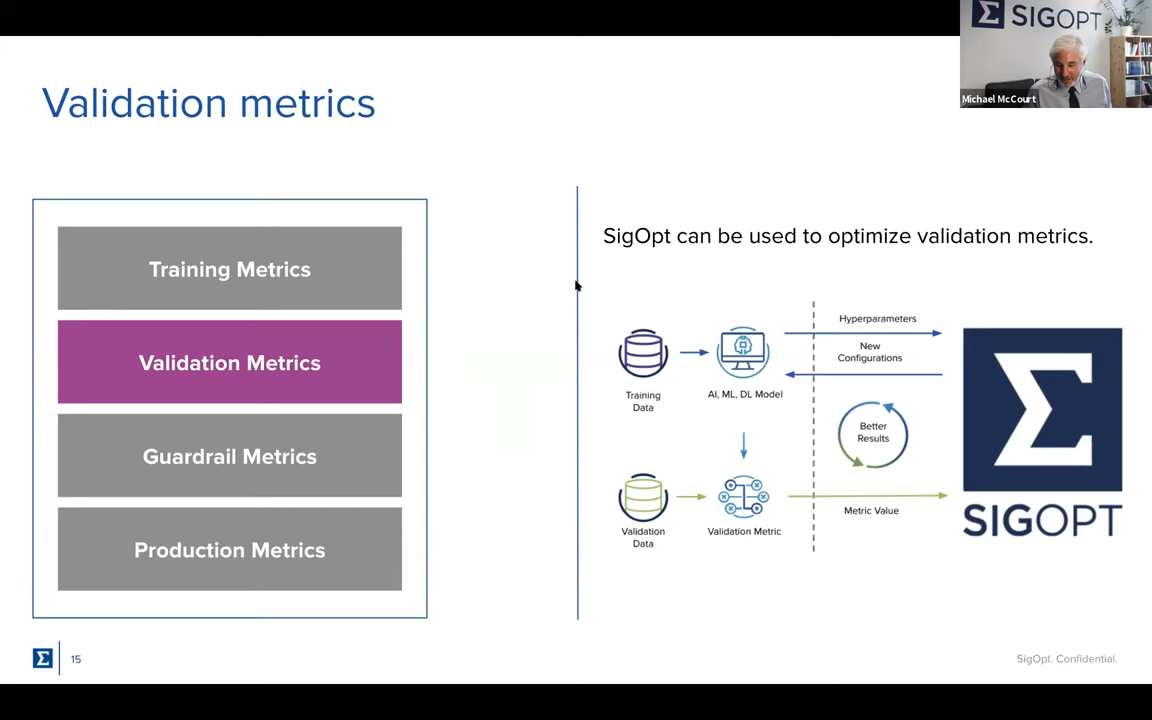 SIGOPT
Michael McCourt
Validation metrics
Training Metrics
Validation Metrics
Guardrail Metrics
Production Metrics
SigOpt can be used to optimize validation metrics.
Hyperparameters
New
Configurations
Training
Data
AI, ML, DL Model
Better
Results
Validation
Data
Validation Metric
Metric Value
SIGOPT
15
SigOpt. Confidential.